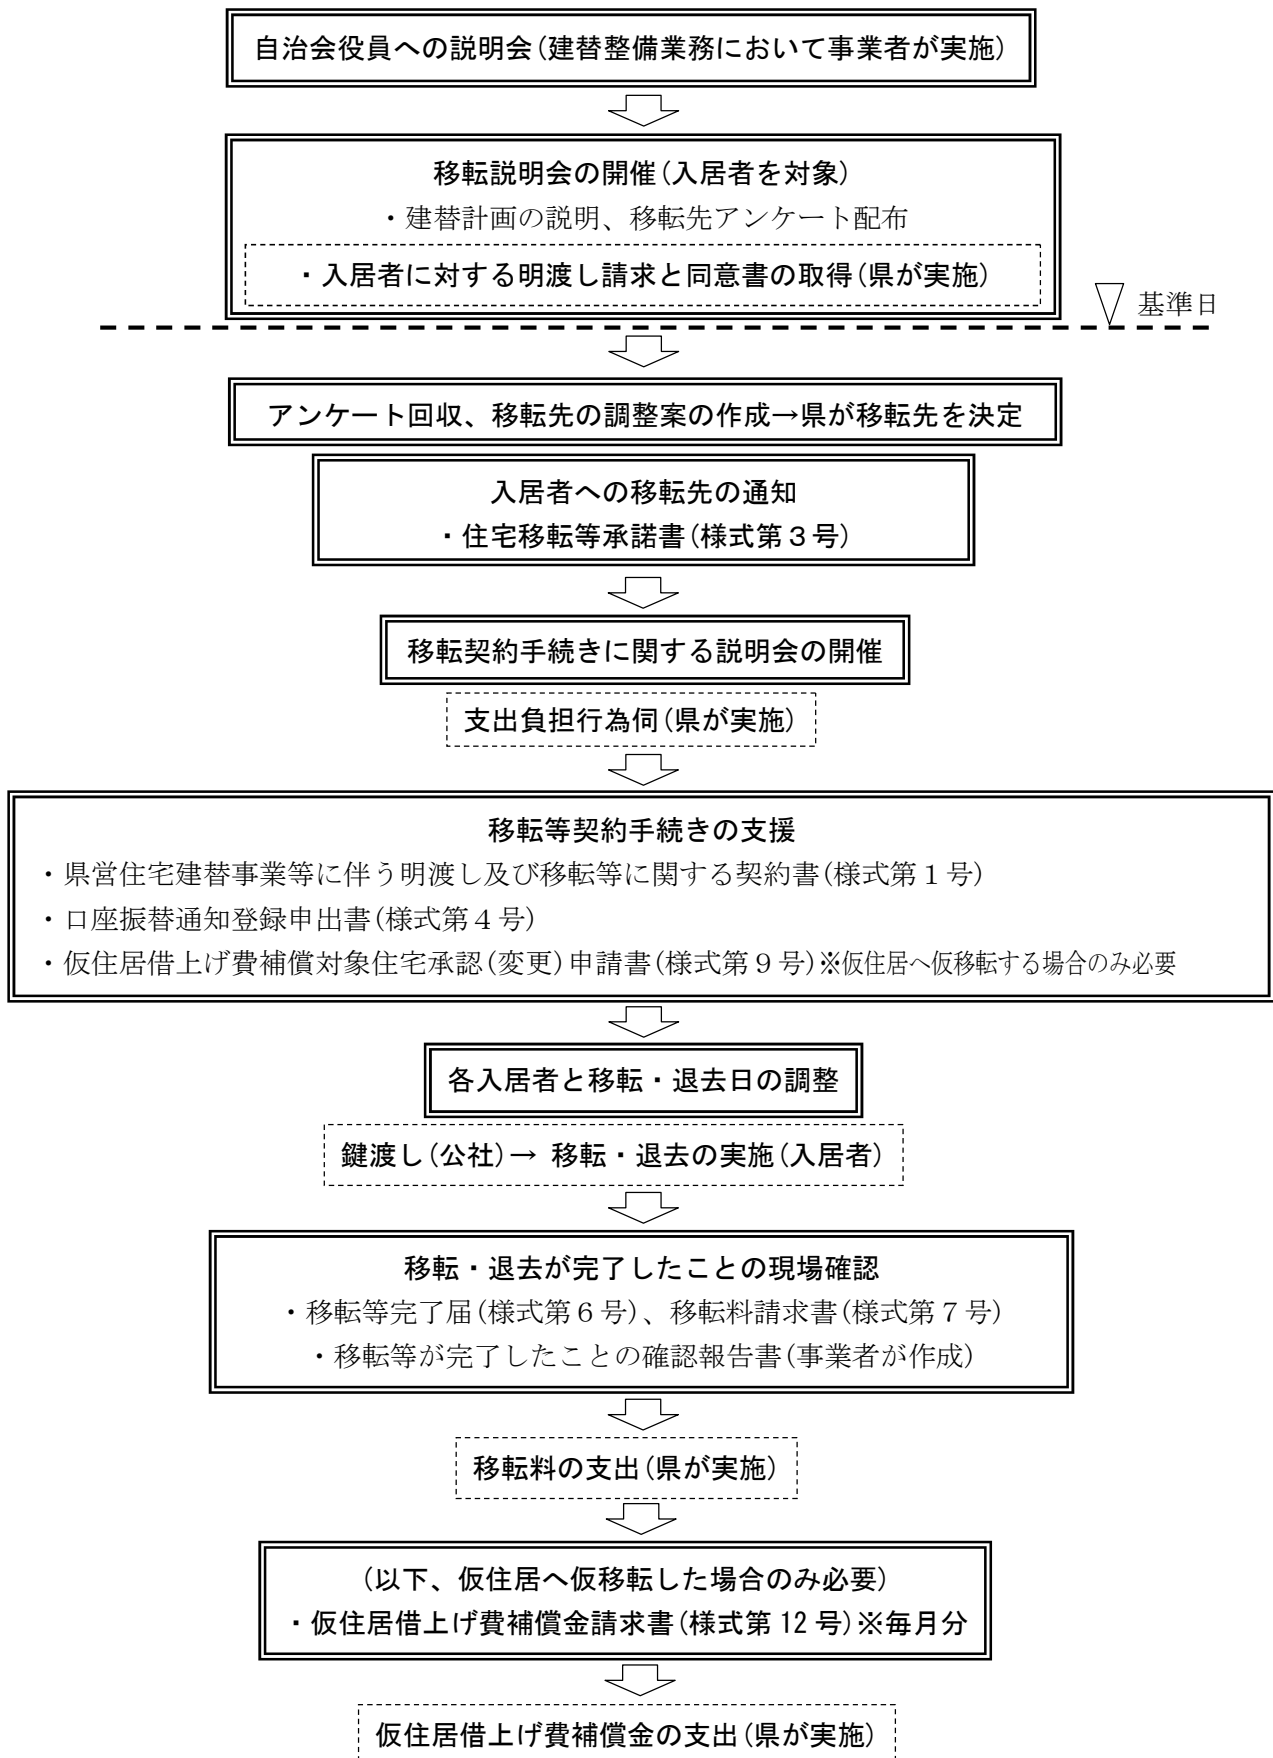 自治会役員への説明会(建替整備業務において事業者が実施)
移転説明会の開催(入居者を対象)
・建替計画の説明、移転先アンケート配布
・入居者に対する明渡し請求と同意書の取得(県が実施)
基準日
アンケート回収、移転先の調整案の作成→県が移転先を決定
入居者への移転先の通知
・住宅移転等承諾書(様式第３号)
移転契約手続きに関する説明会の開催
支出負担行為伺(県が実施)
移転等契約手続きの支援
・県営住宅建替事業等に伴う明渡し及び移転等に関する契約書(様式第１号)
・口座振替通知登録申出書(様式第４号)
・仮住居借上げ費補償対象住宅承認(変更)申請書(様式第９号)※仮住居へ仮移転する場合のみ必要
各入居者と移転・退去日の調整
鍵渡し(公社)→ 移転・退去の実施(入居者)
移転・退去が完了したことの現場確認
・移転等完了届(様式第６号)、移転料請求書(様式第７号)
・移転等が完了したことの確認報告書(事業者が作成)
移転料の支出(県が実施)
(以下、仮住居へ仮移転した場合のみ必要)
・仮住居借上げ費補償金請求書(様式第 12 号)※毎月分
仮住居借上げ費補償金の支出(県が実施)